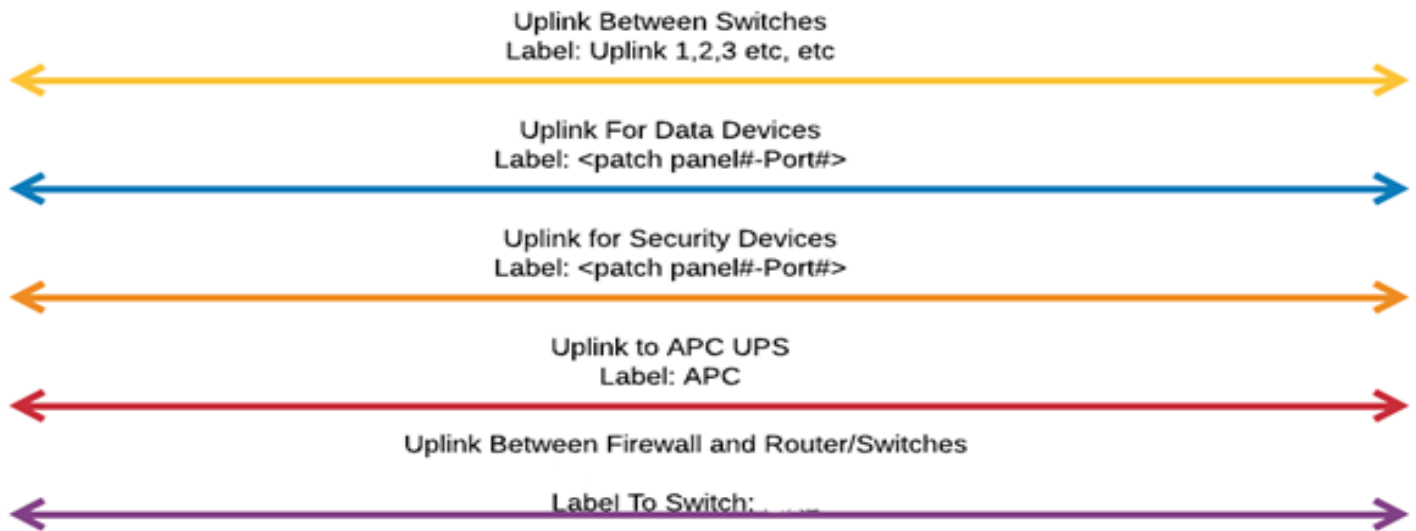 Uplink Between Switches
Label: Uplink 1,2,3 etc, etc
Uplink For Data Devices
Label: <patch panel#-Port#>
Uplink for Security Devices
Label: <patch panel#-Port#>
Uplink to APC UPS
Label: APC
Uplink Between Firewall and Router/Switches
Label To Switch: